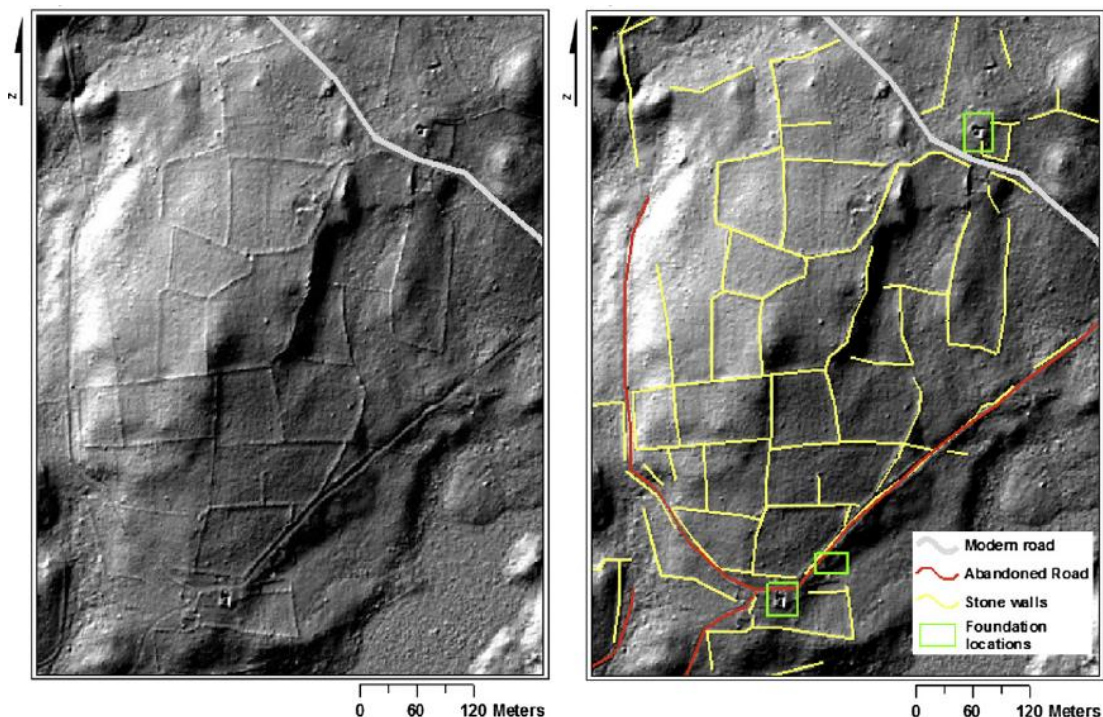 z
z
Modern road
Abandoned Road
Stone walls
Foundation
locations
0 60 120 Meters
0 60 120 Meters